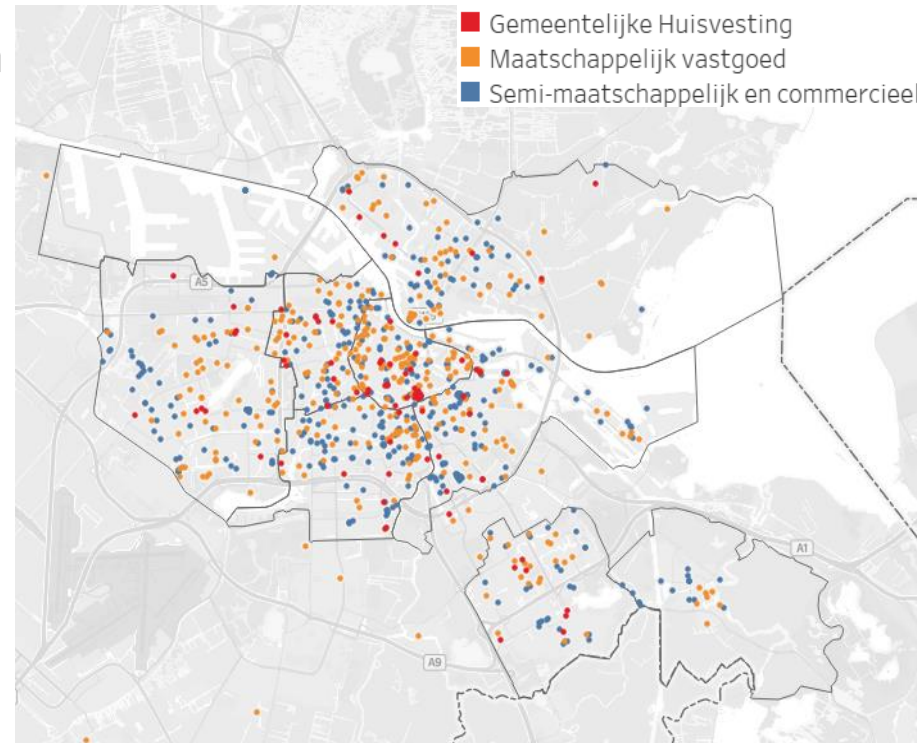 Gemeentelijke Huisvesting
Maatschappelijk vastgoed
Semi-maatschappelijk en commercieel
A5
A1
A9